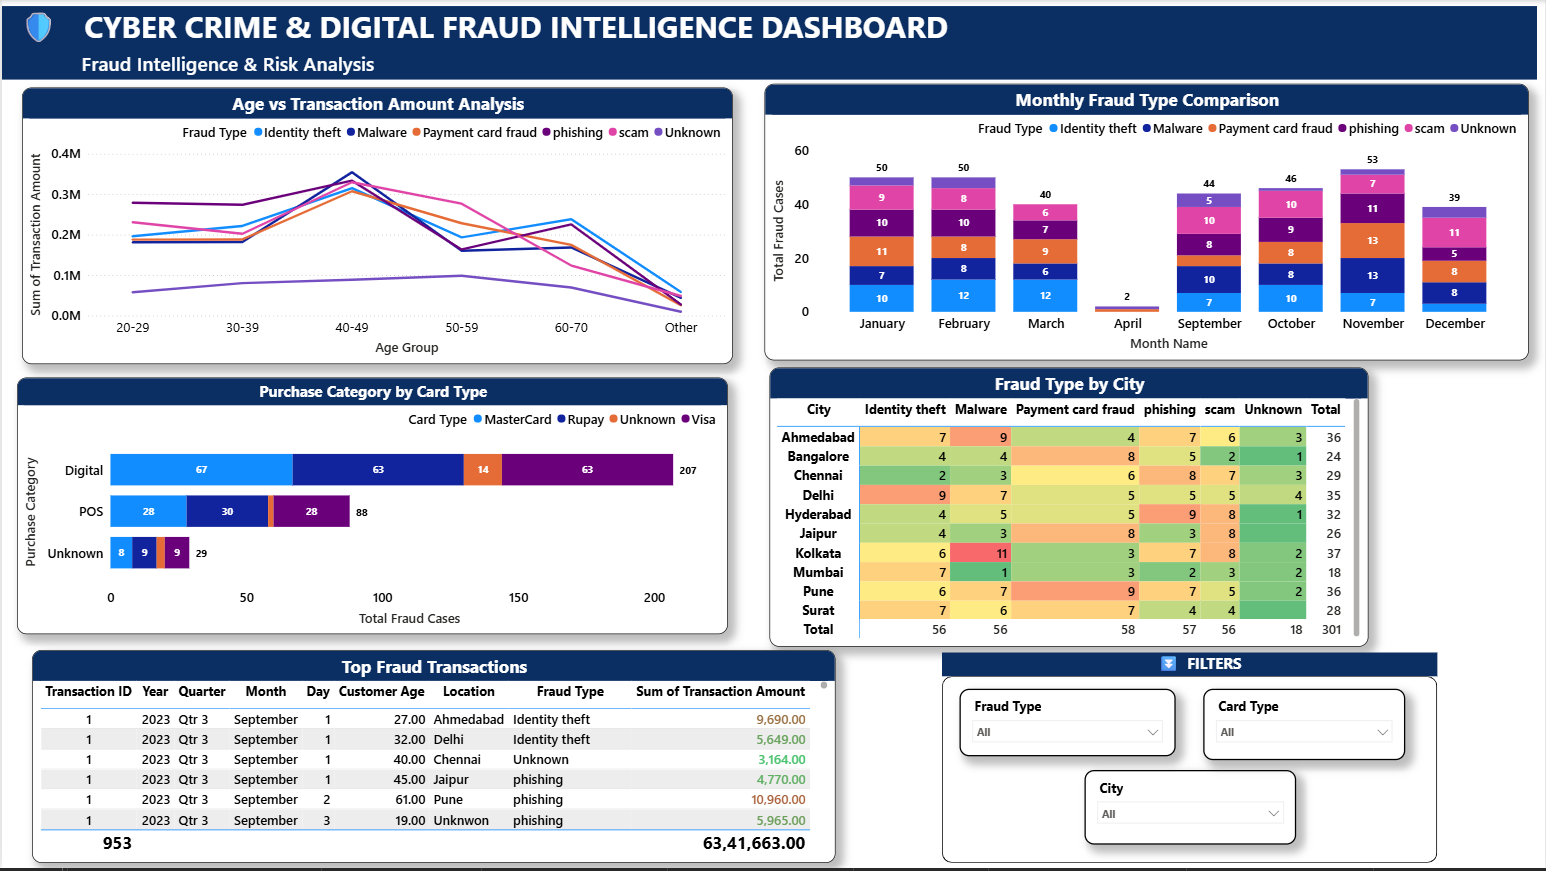 CYBER CRIME & DIGITAL FRAUD INTELLIGENCE DASHBOARD
Fraud Intelligence & Risk Analysis
Age vs Transaction Amount Analysis
Fraud Type Identity theft Malware Payment card fraud phishing scam Unknown
Sum of Transaction Amount
0.4M
0.3M
0.2M
0.1M
0.0M
20-29 30-39 40-49 50-59 60-70 Other
Age Group
Monthly Fraud Type Comparison
Fraud Type Identity theft Malware Payment card fraud phishing scam Unknown
Total Fraud Cases
60
40
20
0
50 9 10 11 7 10
50 8 10 8 8 12
40 6 7 9 6 12
2
44 5 10 8 10 7
46 10 9 8 8 10
53 7 11 13 13 7
39 11 5 8 8
January February March April September October November December
Month Name
Purchase Category by Card Type
Card Type MasterCard Rupay Unknown Visa
Purchase Category
Digital 67 63 14 63 207
POS 28 30 28 88
Unknown 8 9 9 29
0 50 100 150 200
Total Fraud Cases
Fraud Type by City
City Identity theft Malware Payment card fraud phishing scam Unknown Total
Ahmedabad 7 9 4 7 6 3 36
Bangalore 4 4 8 5 2 1 24
Chennai 2 3 6 8 7 3 29
Delhi 9 7 5 5 5 4 35
Hyderabad 4 5 5 9 8 1 32
Jaipur 4 3 8 3 8 26
Kolkata 6 11 3 7 8 2 37
Mumbai 7 1 3 2 3 2 18
Pune 6 7 9 7 5 2 36
Surat 7 6 7 4 4 28
Total 56 56 58 57 56 18 301
Top Fraud Transactions
Transaction ID Year Quarter Month Day Customer Age Location Fraud Type Sum of Transaction Amount
1 2023 Qtr 3 September 1 27.00 Ahmedabad Identity theft 9,690.00
1 2023 Qtr 3 September 1 32.00 Delhi Identity theft 5,649.00
1 2023 Qtr 3 September 1 40.00 Chennai Unknown 3,164.00
1 2023 Qtr 3 September 1 45.00 Jaipur phishing 4,770.00
1 2023 Qtr 3 September 2 61.00 Pune phishing 10,960.00
1 2023 Qtr 3 September 3 19.00 Unknwon phishing 5,965.00
953 63,41,663.00
FILTERS
Fraud Type
All
Card Type
All
City
All